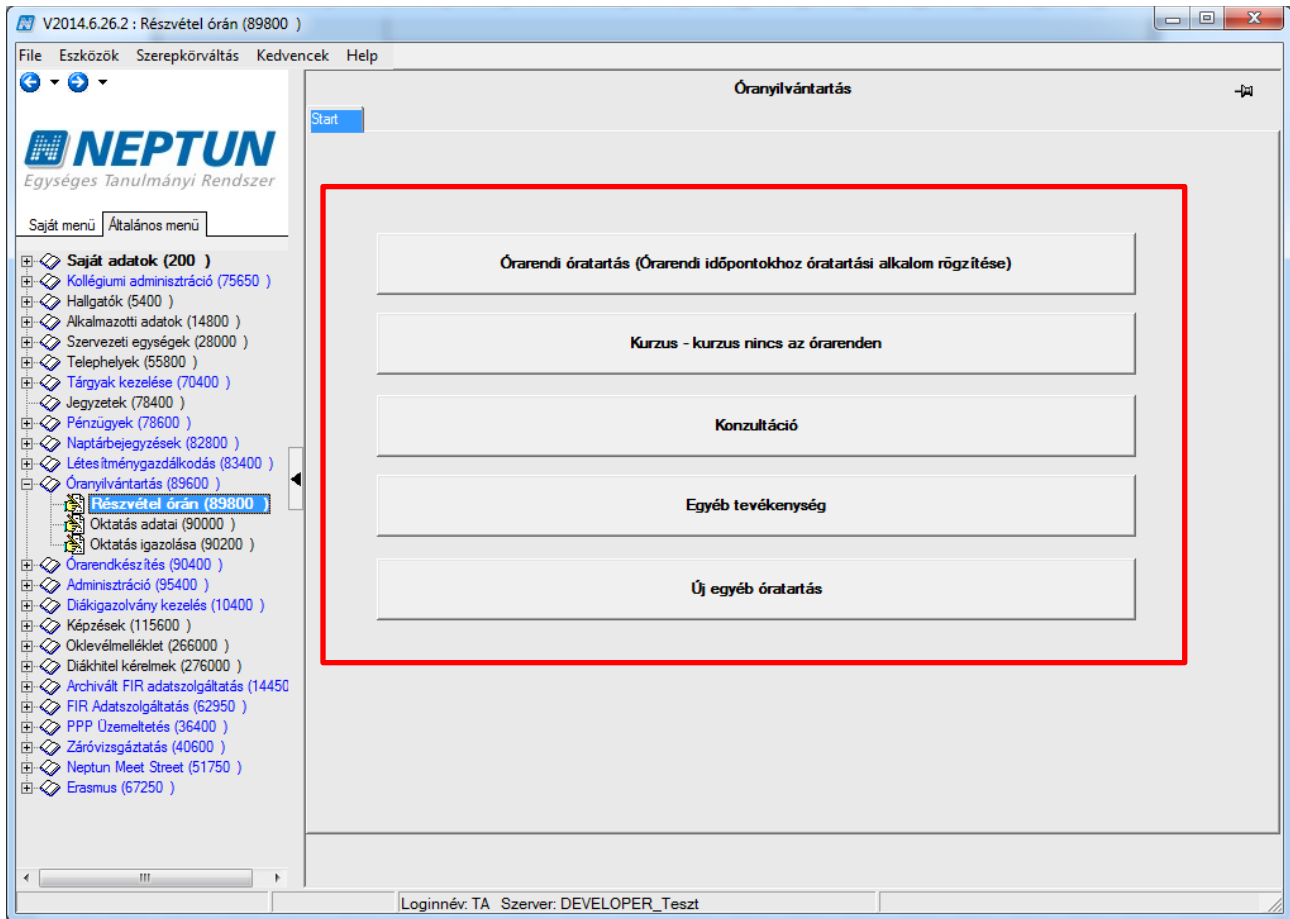 V2014.6.26.2 : Részvétel órán (89800  )
File Eszközök Szerepkörváltás Kedvencek Help
Óranyilvántartás
Start
NEPTUN
Egységes Tanulmányi Rendszer
Saját menü Általános menü
Saját adatok (200  )
Kollégiumi adminisztráció (75650  )
Hallgatók (5400  )
Alkalmazotti adatok (14800  )
Szervezeti egységek (28000  )
Telephelyek (55800  )
Tárgyak kezelése (70400  )
Jegyzetek (78400  )
Pénzügyek (78600  )
Naptárbejegyzések (82800  )
Létesítménygazdálkodás (83400  )
Óranyilvántartás (89600  )
Részvétel órán (89800  )
Oktatás adatai (90000  )
Oktatás igazolása (90200  )
Órarendkészítés (90400  )
Adminisztráció (95400  )
Diákigazolvány kezelés (10400  )
Képzések (115600  )
Oklevélmelléklet (266000  )
Diákhitel kérelmek (276000  )
Archivált FIR adatszolgáltatás (14450
FIR Adatszolgáltatás (62950  )
PPP Üzemeltetés (36400  )
Záróvizsgáztatás (40600  )
Neptun Meet Street (51750  )
Erasmus (67250  )
Órarendi óratartás (Órarendi időpontokhoz óratartási alkalom rögzítése)
Kurzus - kurzus nincs az órarenden
Konzultáció
Egyéb tevékenység
Új egyéb óratartás
Loginnév: TA Szerver: DEVELOPER_Teszt